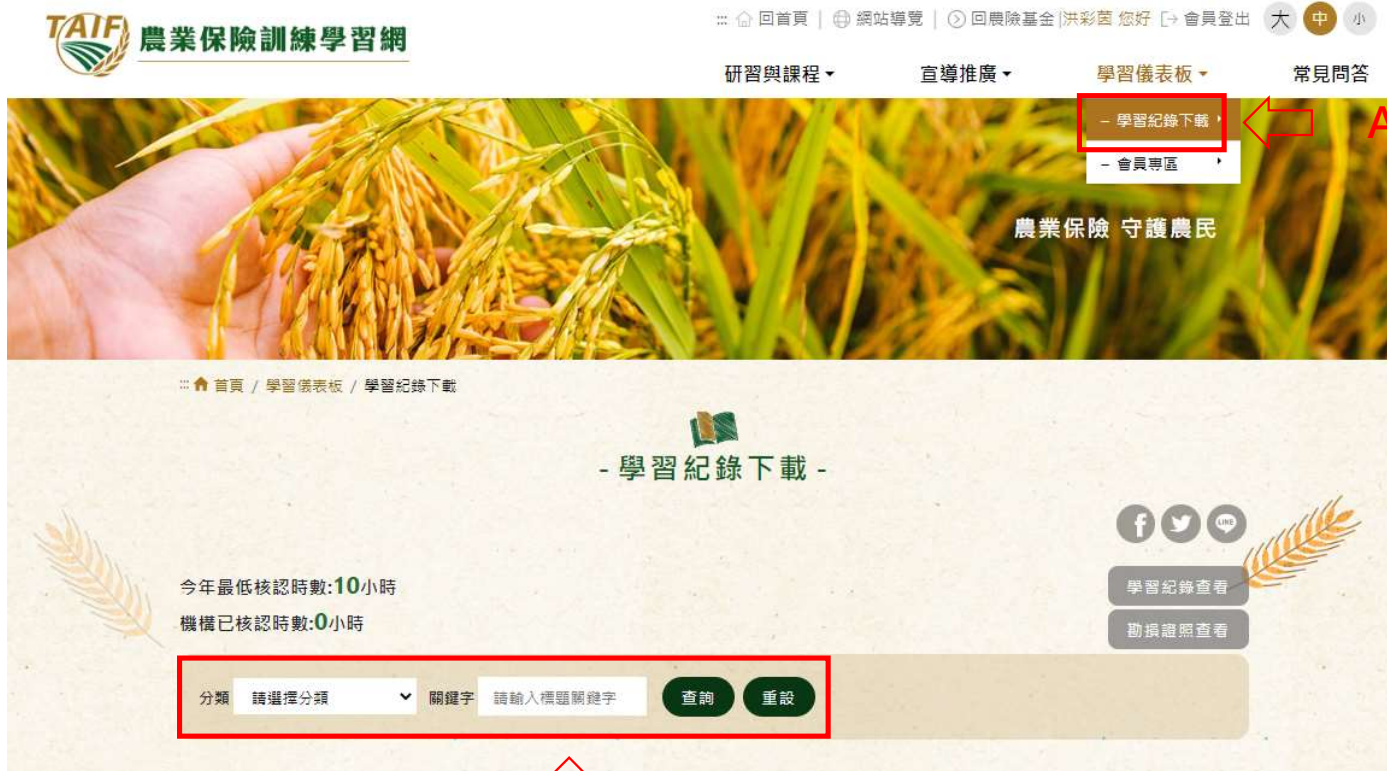 TAIF 農業保險訓練學習網
::: 回首頁 | 網站導覽 | 回農險基金 |洪彩茵 您好 會員登出 大 中 小
研習與課程 宣導推廣 學習儀表板 常見問答
– 學習紀錄下載
A
– 會員專區
農業保險 守護農民
::: 首頁 / 學習儀表板 / 學習紀錄下載
- 學習紀錄下載 -
f LINE
今年最低核認時數:10小時
學習紀錄查看
機構已核認時數:0小時
勘損證照查看
分類 請選擇分類 關鍵字 請輸入標題關鍵字 查詢 重設